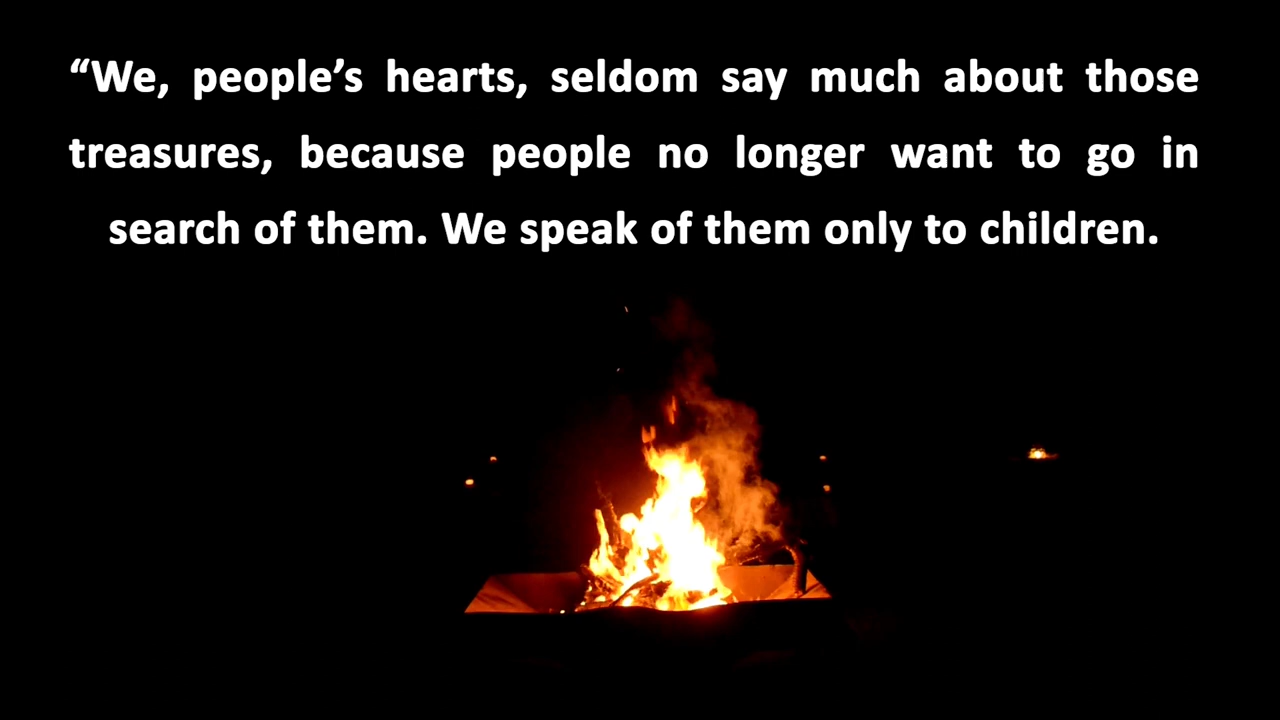 “We, people’s hearts, seldom say much about those
treasures, because people no longer want to go in
search of them. We speak of them only to children.